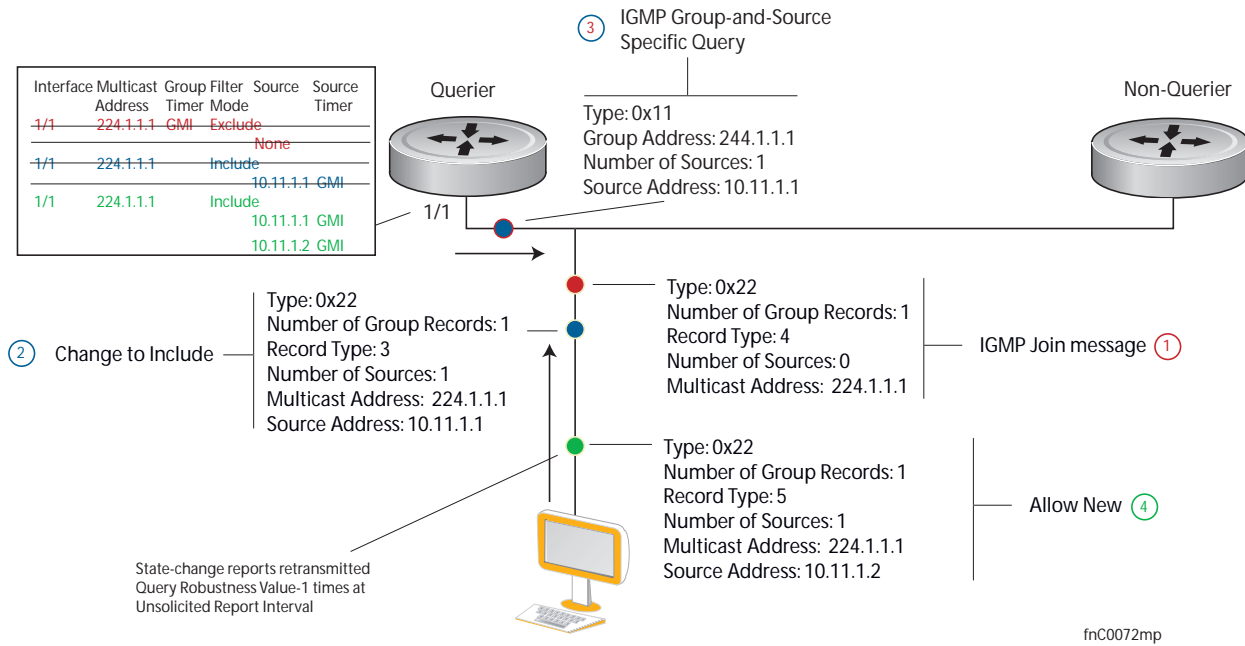 3
IGMP Group-and-Source
Specific Query
Interface Multicast Group Filter Source Source
Address Timer Mode Timer
1/1 224.1.1.1 GMI Exclude
None
1/1 224.1.1.1 Include
10.11.1.1 GMI
1/1 224.1.1.1 Include
10.11.1.1 GMI
10.11.1.2 GMI
Querier
1/1
Type: 0x11
Group Address: 244.1.1.1
Number of Sources: 1
Source Address: 10.11.1.1
Non-Querier
2 Change to Include
Type: 0x22
Number of Group Records: 1
Record Type: 3
Number of Sources: 1
Multicast Address: 224.1.1.1
Source Address: 10.11.1.1
Type: 0x22
Number of Group Records: 1
Record Type: 4
Number of Sources: 0
Multicast Address: 224.1.1.1
IGMP Join message 1
Type: 0x22
Number of Group Records: 1
Record Type: 5
Number of Sources: 1
Multicast Address: 224.1.1.1
Source Address: 10.11.1.2
Allow New 4
State-change reports retransmitted
Query Robustness Value-1 times at
Unsolicited Report Interval
fnC0072mp